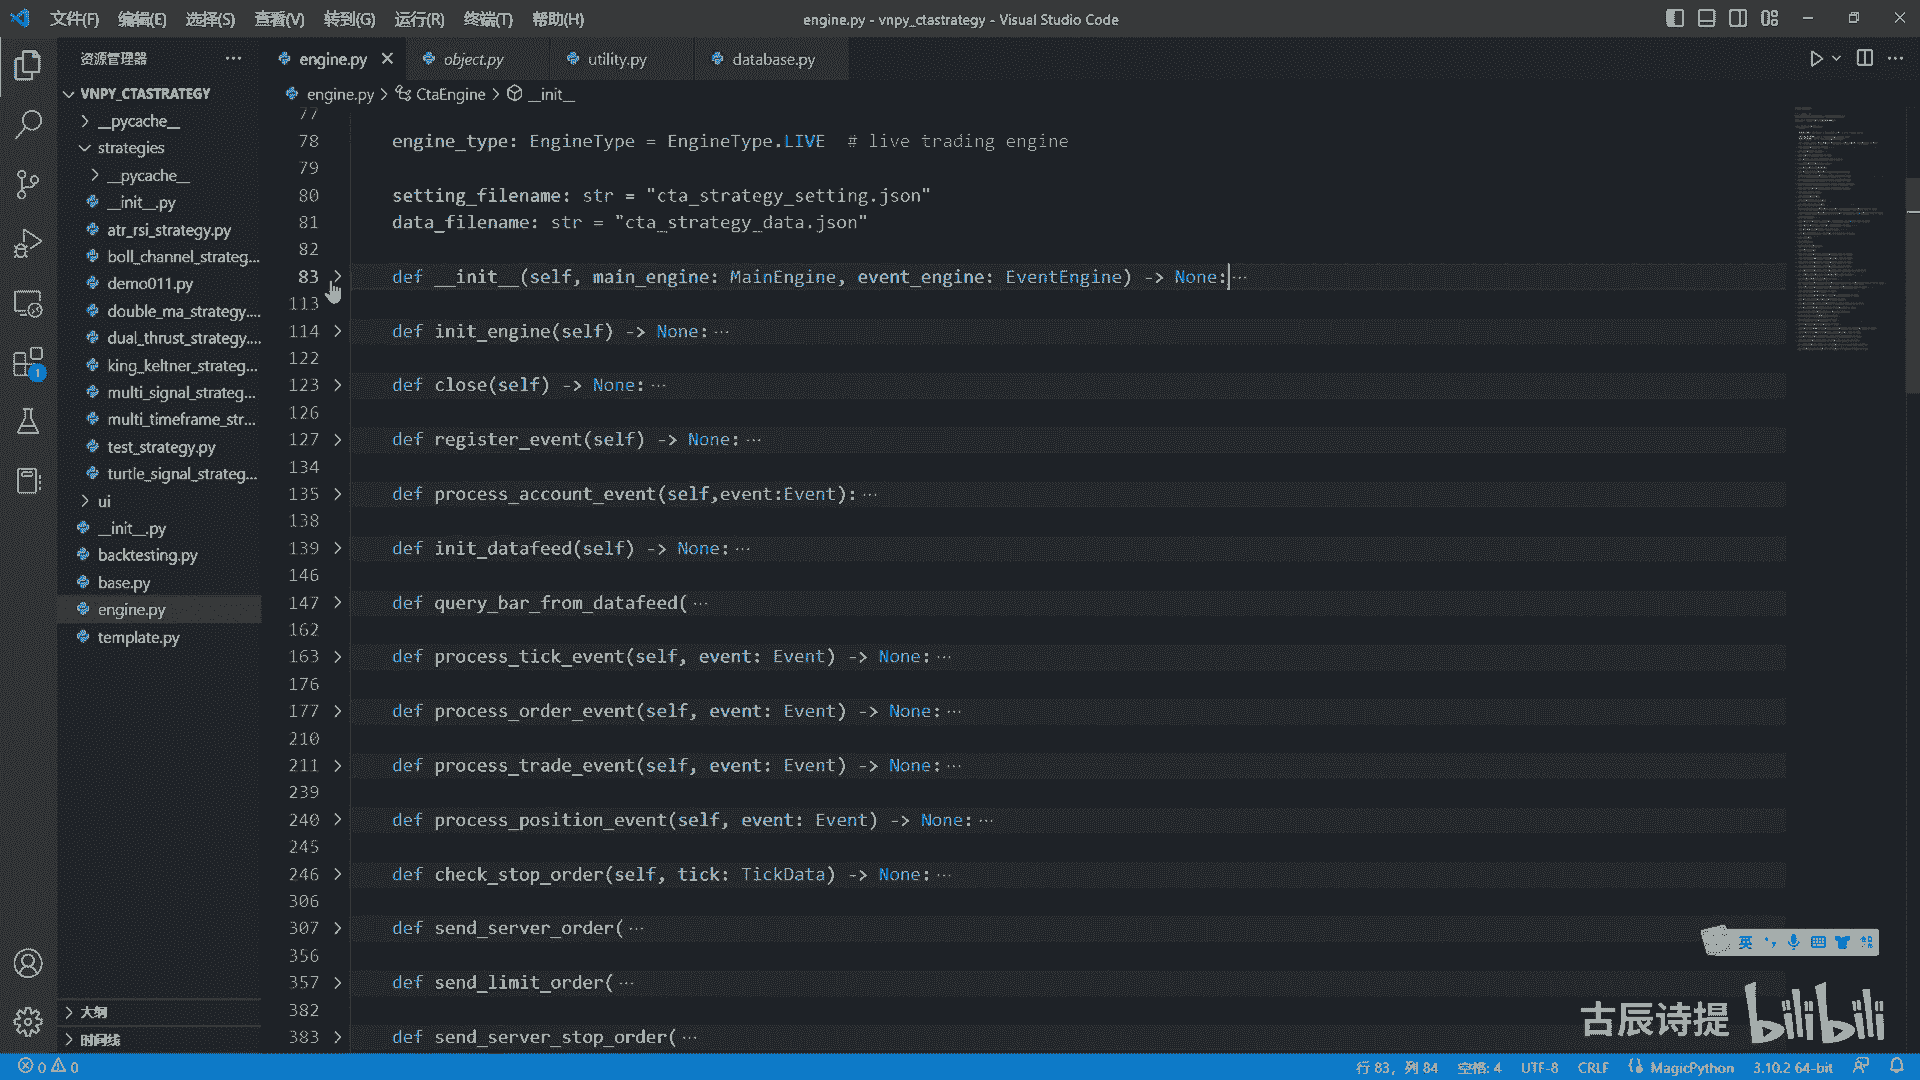 文件(F) 编辑(E) 选择(S) 查看(V) 转到(G) 运行(R) 终端(T) 帮助(H)
engine.py - vnpy_ctastrategy - Visual Studio Code
资源管理器
engine.py
object.py
utility.py
database.py
engine.py > CtaEngine > __init__
VNPY_CTASTRATEGY
__pycache__
strategies
__pycache__
__init__.py
atr_rsi_strategy.py
boll_channel_strateg...
demo011.py
double_ma_strategy....
dual_thrust_strategy....
king_keltner_strateg...
multi_signal_strateg...
multi_timeframe_str...
test_strategy.py
turtle_signal_strateg...
ui
__init__.py
backtesting.py
base.py
engine.py
template.py
大纲
时间线
1
77
78 engine_type: EngineType = EngineType.LIVE # live trading engine
79
80 setting_filename: str = "cta_strategy_setting.json"
81 data_filename: str = "cta_strategy_data.json"
82
83 def __init__(self, main_engine: MainEngine, event_engine: EventEngine) -> None:···
113
114 def init_engine(self) -> None:···
122
123 def close(self) -> None:···
126
127 def register_event(self) -> None:···
134
135 def process_account_event(self,event:Event):···
138
139 def init_datafeed(self) -> None:···
146
147 def query_bar_from_datafeed(···
162
163 def process_tick_event(self, event: Event) -> None:···
176
177 def process_order_event(self, event: Event) -> None:···
210
211 def process_trade_event(self, event: Event) -> None:···
239
240 def process_position_event(self, event: Event) -> None:···
245
246 def check_stop_order(self, tick: TickData) -> None:···
306
307 def send_server_order(···
356
357 def send_limit_order(···
382
383 def send_server_stop_order(···
英
古辰诗提 bilibili
0 0
行 83, 列 84 空格: 4 UTF-8 CRLF MagicPython 3.10.2 64-bit